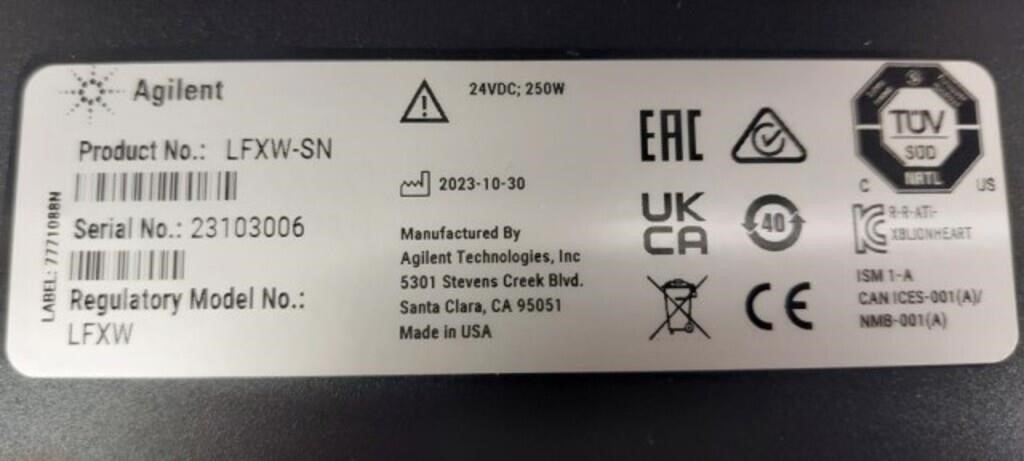 Agilent
Product No.: LFXW-SN
Serial No.: 23103006
Regulatory Model No.:
LFXW
LABEL: 7771088N
24VDC; 250W
2023-10-30
Manufactured By
Agilent Technologies, Inc
5301 Stevens Creek Blvd.
Santa Clara, CA 95051
Made in USA
EAC
UK
CA
40
CE
TÜV
SÜD
NRTL
C US
R-R-ATI-
XBLIONHEART
ISM 1-A
CAN ICES-001(A)/
NMB-001(A)